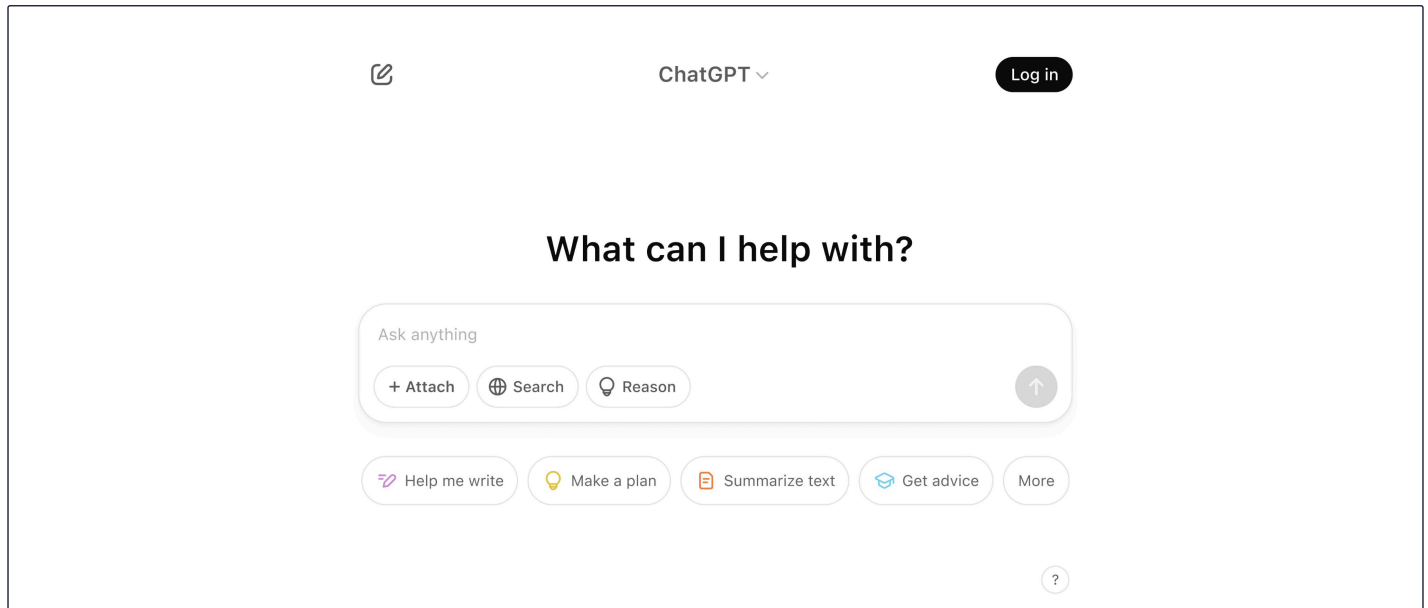 ChatGPT
Log in
What can I help with?
Ask anything
+ Attach
Search
Reason
Help me write
Make a plan
Summarize text
Get advice
More
?